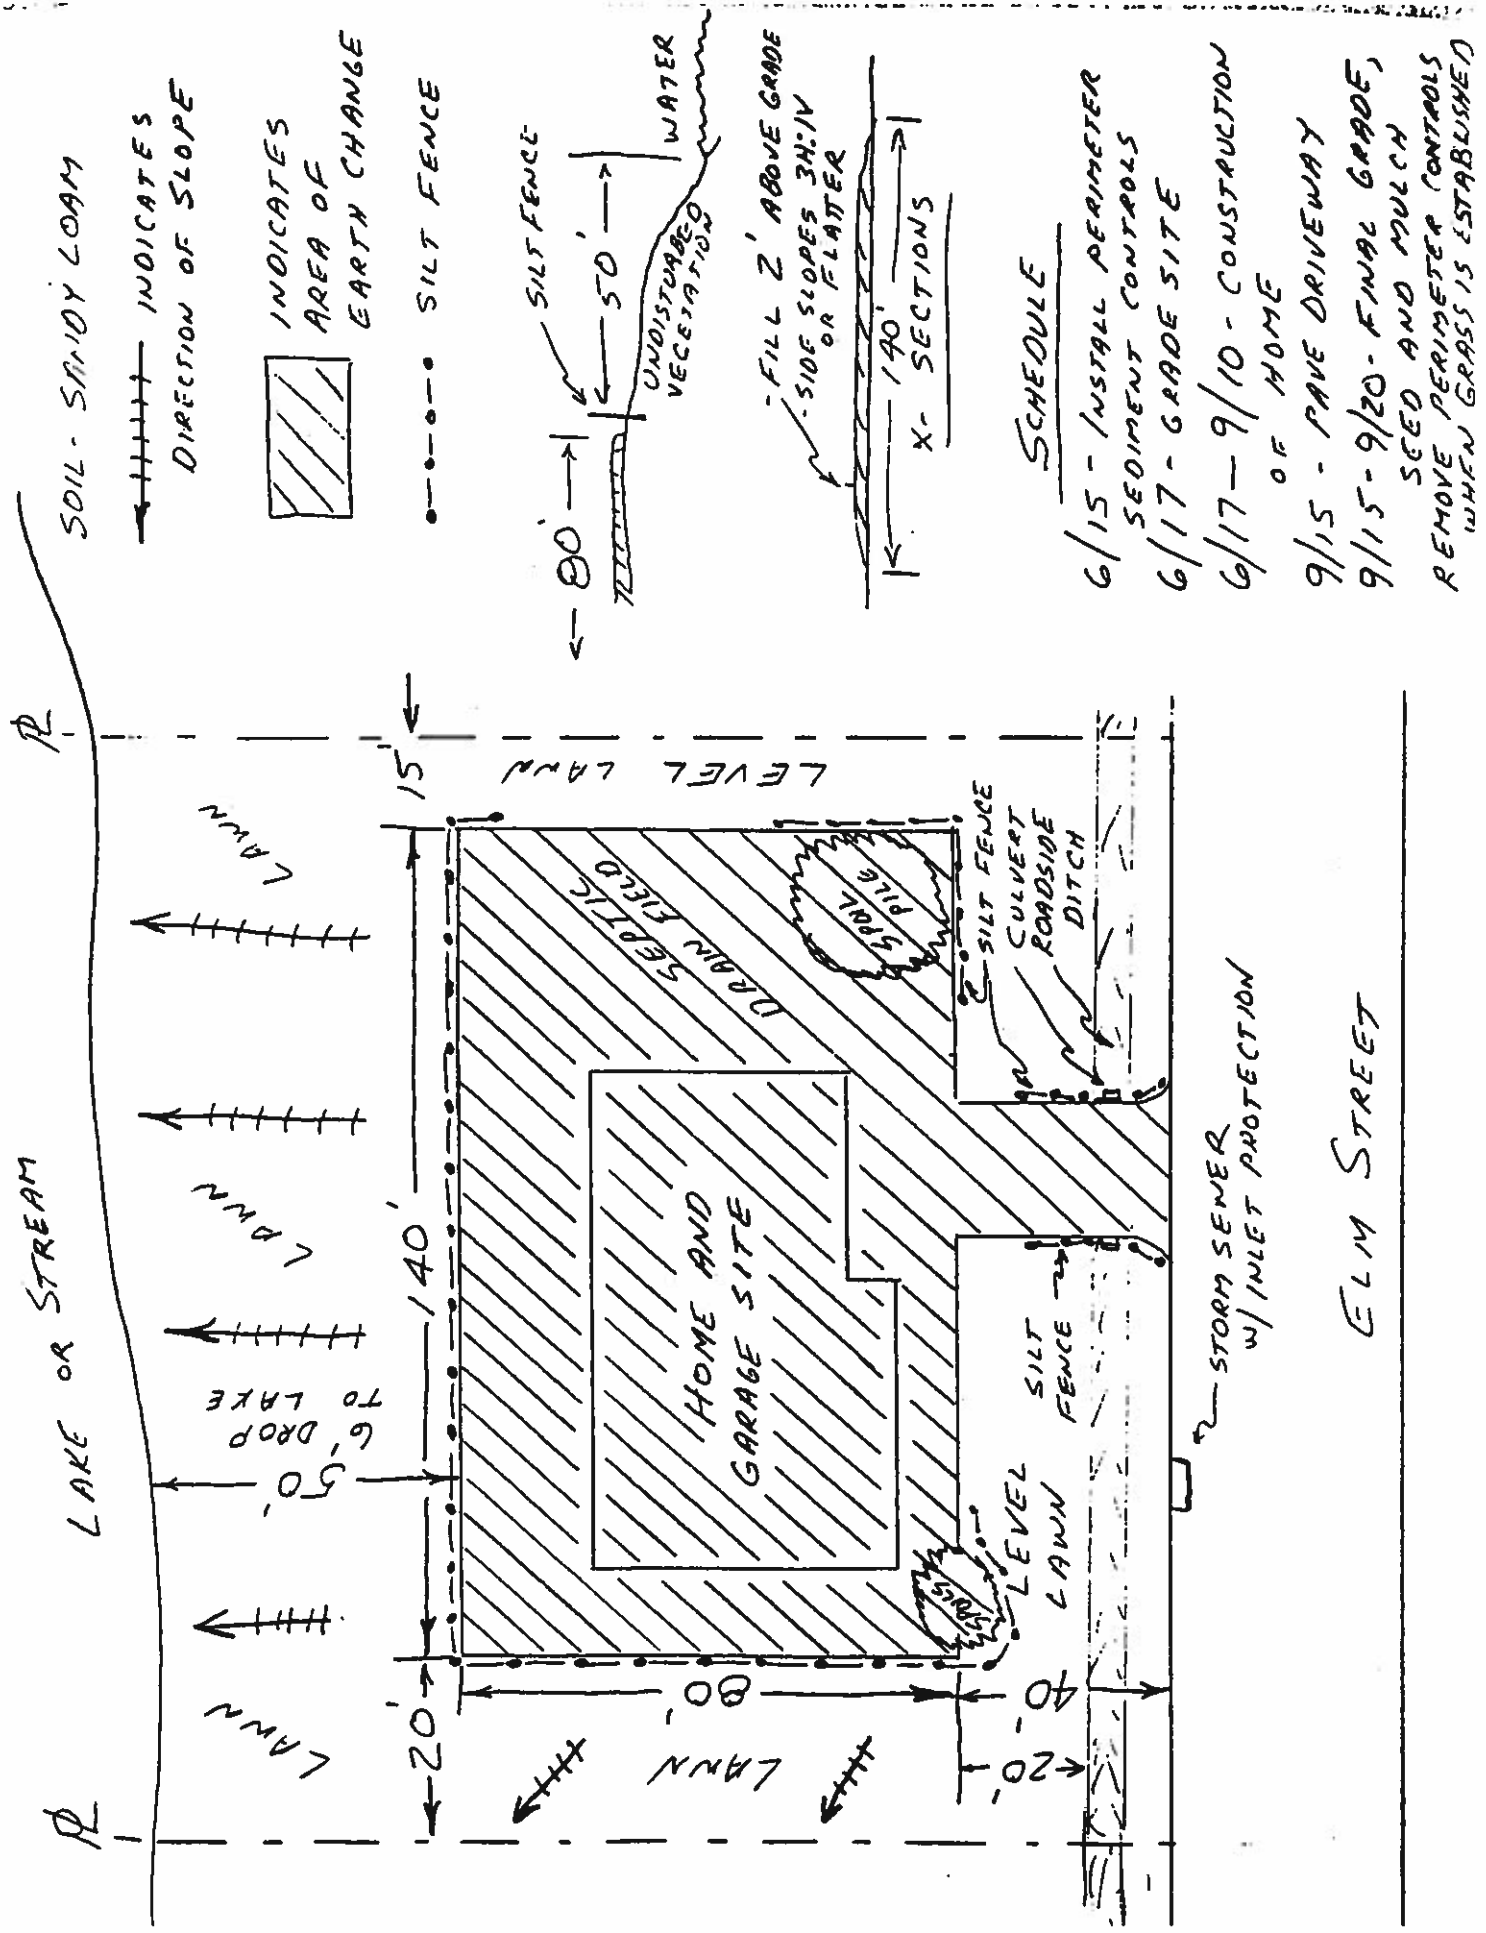 SOIL - SANDY LOAM
INDICATES
DIRECTION OF SLOPE
INDICATES
AREA OF
EARTH CHANGE
SILT FENCE
SILT FENCE
80'
50'
WATER
UNDISTURBED
VEGETATION
- FILL 2' ABOVE GRADE
- SIDE SLOPES 3H:1V
OR FLATTER
140'
X- SECTIONS
SCHEDULE
6/15 - INSTALL PERIMETER
SEDIMENT CONTROLS
6/17 - GRADE SITE
6/17 - 9/10 - CONSTRUCTION
OF HOME
9/15 - PAVE DRIVEWAY
9/15 - 9/20 - FINAL GRADE,
SEED AND MULCH
REMOVE PERIMETER CONTROLS
WHEN GRASS IS ESTABLISHED
PL
PL
LAKE OR STREAM
LAWN
LAWN
LAWN
6' DROP
TO LAKE
50'
20'
140'
15'
LEVEL LAWN
LAWN
80'
40'
20'
SEPTIC
DRAIN FIELD
SPOIL
PILE
HOME AND
GARAGE SITE
SPOILS
LEVEL
LAWN
SILT
FENCE
SILT FENCE
CULVERT
ROADSIDE
DITCH
STORM SEWER
W/ INLET PROTECTION
ELM STREET